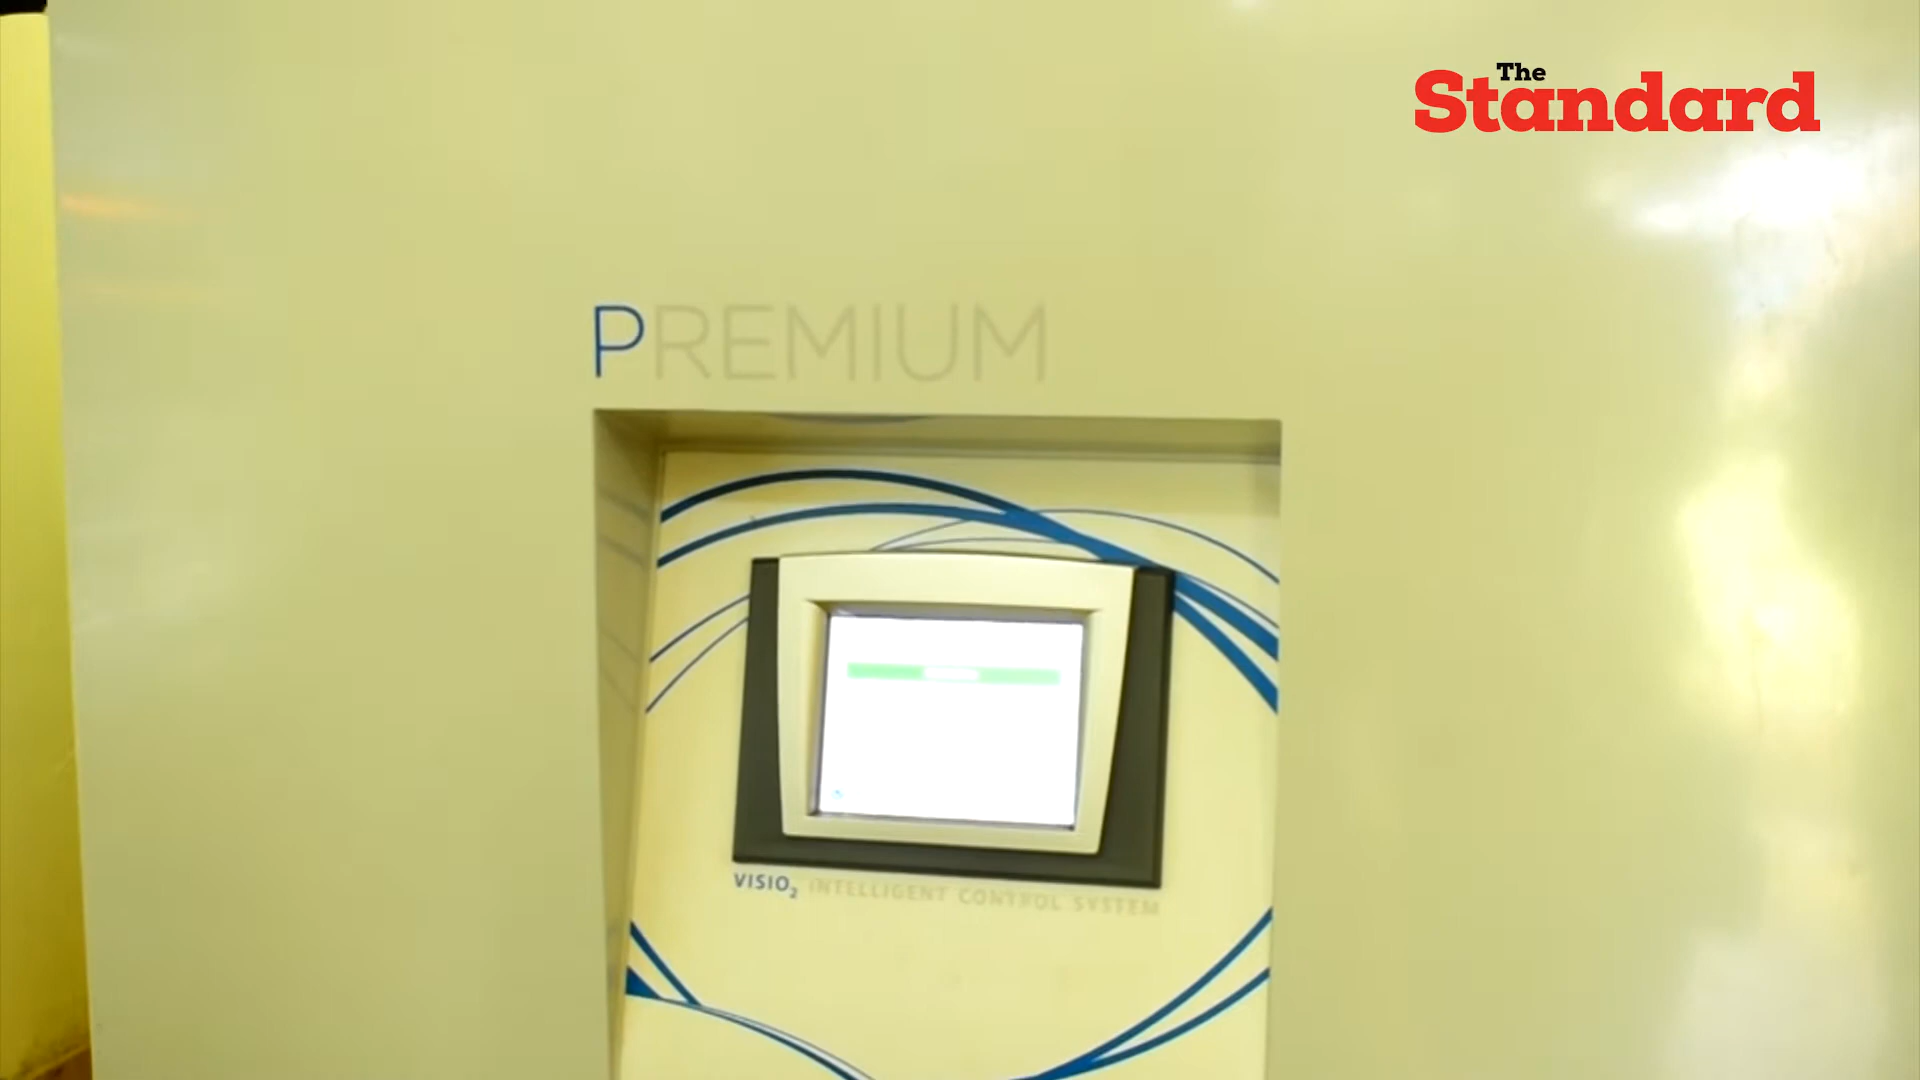 The
Standard
PREMIUM
VISIO₂ INTELLIGENT CONTROL SYSTEM